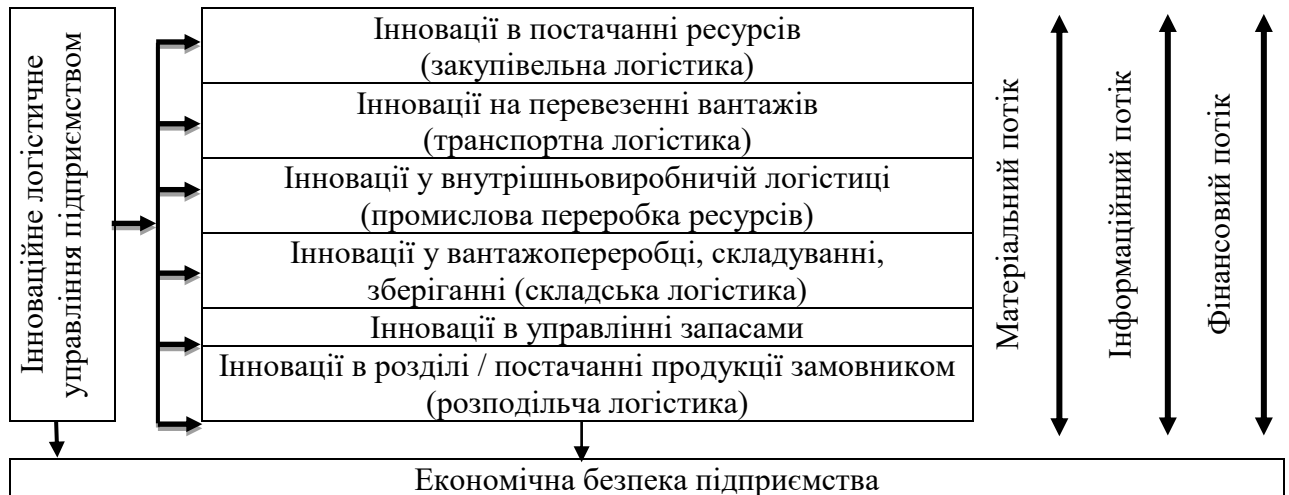 Інноваційне логістичне
управління підприємством
Інновації в постачанні ресурсів
(закупівельна логістика)
Інновації на перевезенні вантажів
(транспортна логістика)
Інновації у внутрішньовиробничій логістиці
(промислова переробка ресурсів)
Інновації у вантажопереробці, складуванні,
зберіганні (складська логістика)
Інновації в управлінні запасами
Інновації в розділі / постачанні продукції замовником
(розподільча логістика)
Матеріальний потік
Інформаційний потік
Фінансовий потік
Економічна безпека підприємства